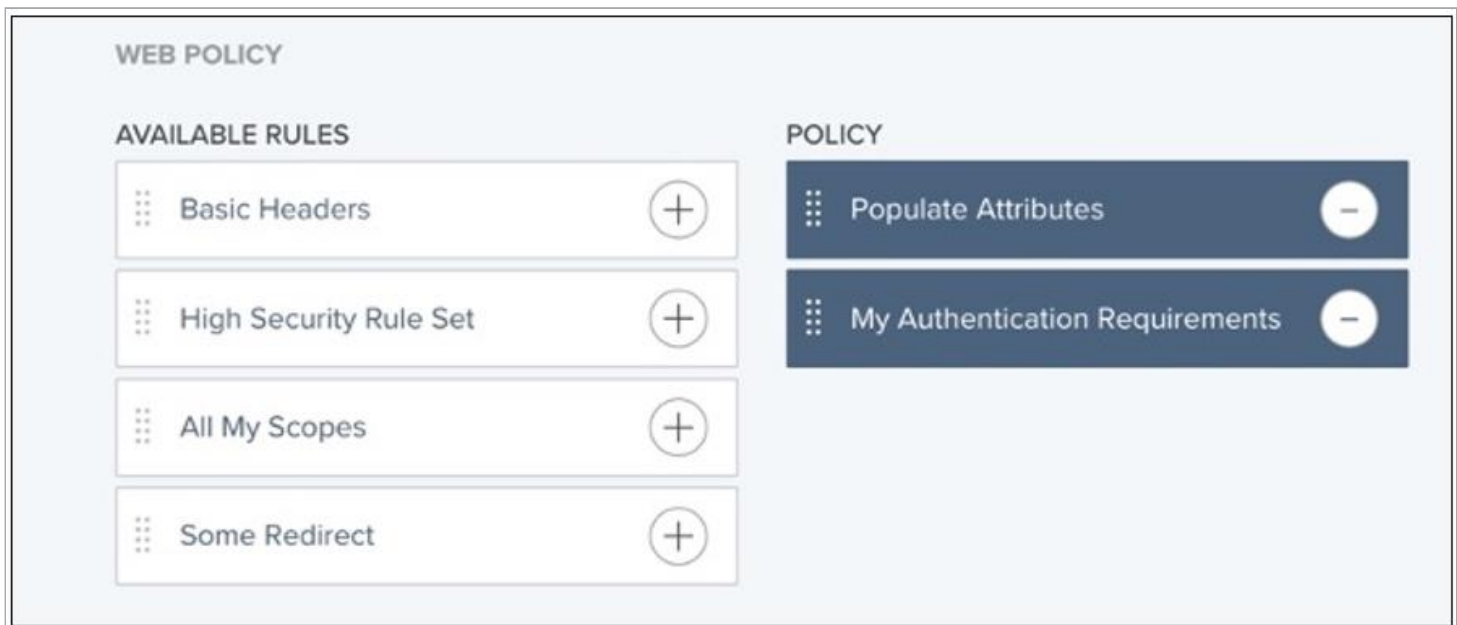 WEB POLICY
AVAILABLE RULES
Basic Headers
High Security Rule Set
All My Scopes
Some Redirect
POLICY
Populate Attributes
My Authentication Requirements